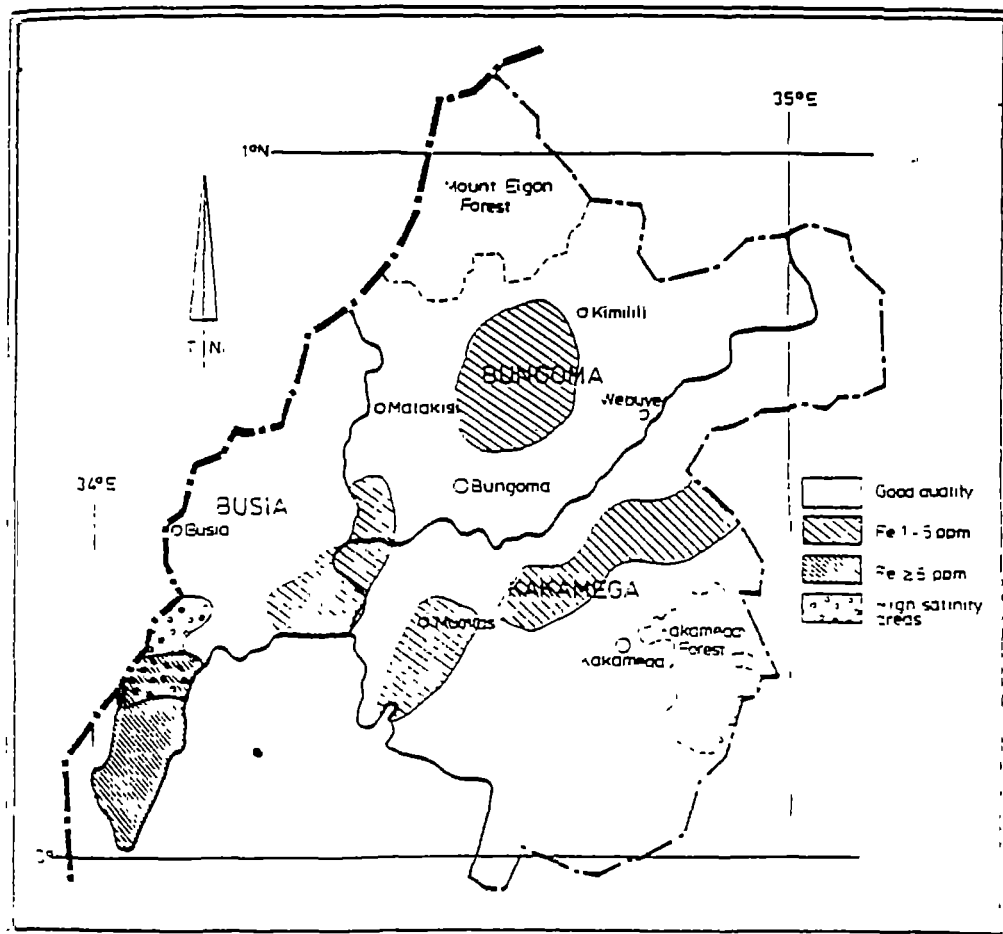 35°E
1°N
Mount Elgon
Forest
T N
Kimilili
BUNGOMA
Malakisi
Webuye
34°E
Bungoma
BUSIA
Busia
Good quality
Fe 1 - 5 ppm
Fe ≥ 5 ppm
High salinity
areas
KAKAMEGA
Mumias
Kakamega
Forest
Kakamega
0°